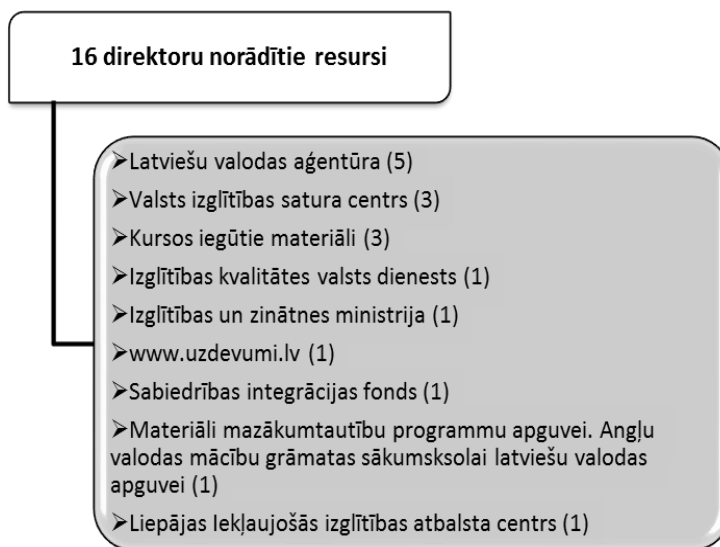 16 direktoru norādītie resursi
➢Latviešu valodas aģentūra (5)
➢Valsts izglītības satura centrs (3)
➢Kursos iegūtie materiāli (3)
➢Izglītības kvalitātes valsts dienests (1)
➢Izglītības un zinātnes ministrija (1)
➢www.uzdevumi.lv (1)
➢Sabiedrības integrācijas fonds (1)
➢Materiāli mazākumtautību programmu apguvei. Angļu
valodas mācību grāmatas sākumsksolai latviešu valodas
apguvei (1)
➢Liepājas Iekļaujošās izglītības atbalsta centrs (1)